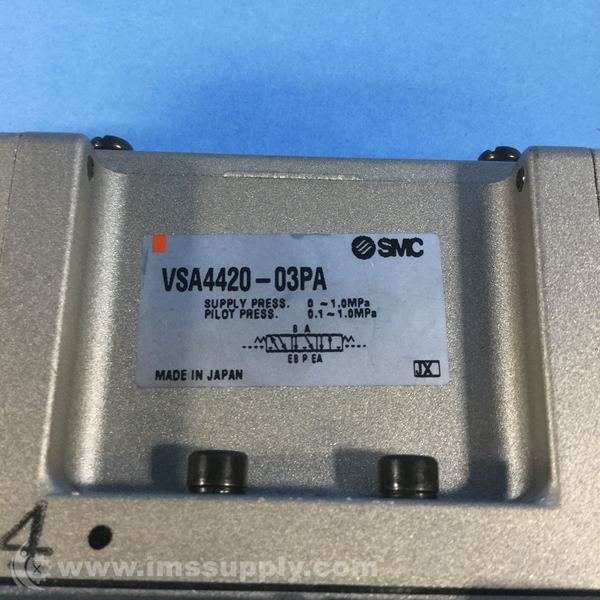 SMC
VSA4420-03PA
SUPPLY PRESS. 0 ~ 1.0MPa
PILOT PRESS. 0.1 ~ 1.0MPa
B A
EB P EA
MADE IN JAPAN
JX
4
www.imssupply.com